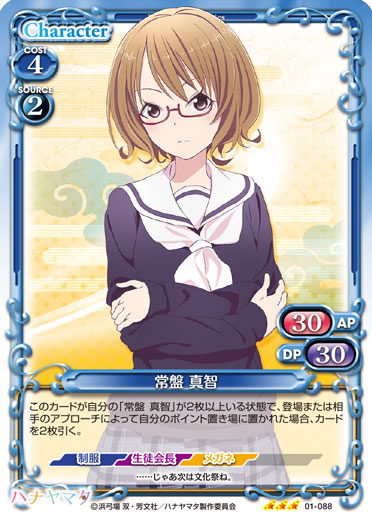 Character
COST
4
SOURCE
2
30 AP
DP 30
常盤 真智
このカードが自分の「常盤 真智」が2枚以上いる状態で、登場または相
手のアプローチによって自分のポイント置き場に置かれた場合、カード
を2枚引く。
制服 生徒会長 メガネ
……じゃあ次は文化祭ね。
ハナヤマタ
©浜弓場 双・芳文社／ハナヤマタ製作委員会 ★★★ 01-088